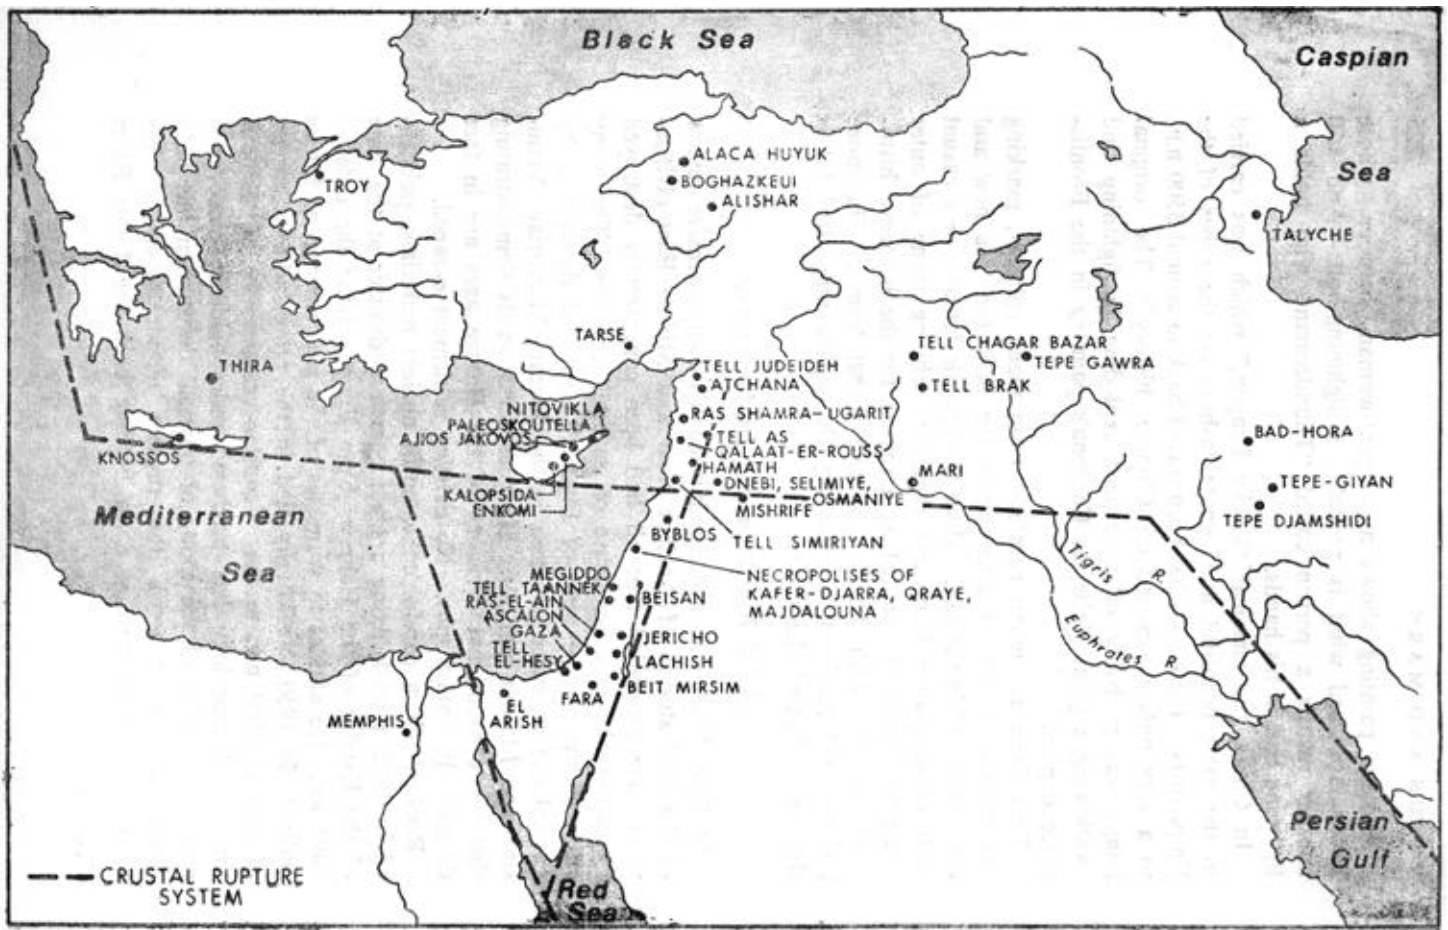 Black Sea
Caspian
Sea
ALACA HUYUK
BOGHAZKEUI
ALISHAR
TROY
TALYCHE
TARSE
THIRA
TELL CHAGAR BAZAR
TEPE GAWRA
TELL JUDEIDEH
ATCHANA
TELL BRAK
NITOVIKLA
PALEOSKOUTELLA
AJIOS JAKOVOS
RAS SHAMRA-UGARIT
TELL AS
QALAAT-ER-ROUSS
BAD-HORA
KNOSSOS
HAMATH
MARI
DNEBI, SELIMIYE,
OSMANIYE
TEPE-GIYAN
KALOPSIDA
ENKOMI
MISHRIFE
TEPE DJAMSHIDI
Mediterranean
Sea
BYBLOS
TELL SIMIRIYAN
Tigris R.
NECROPOLISES OF
KAFER-DJARRA, QRAYE,
MAJDALOUNA
MEGIDDO
TELL TAANNEK
RAS-EL-AIN
ASCALON
GAZA
TELL
EL-HESY
BEISAN
JERICHO
LACHISH
BEIT MIRSIM
Euphrates R.
FARA
EL
ARISH
MEMPHIS
Persian
Gulf
CRUSTAL RUPTURE
SYSTEM
Red
Sea